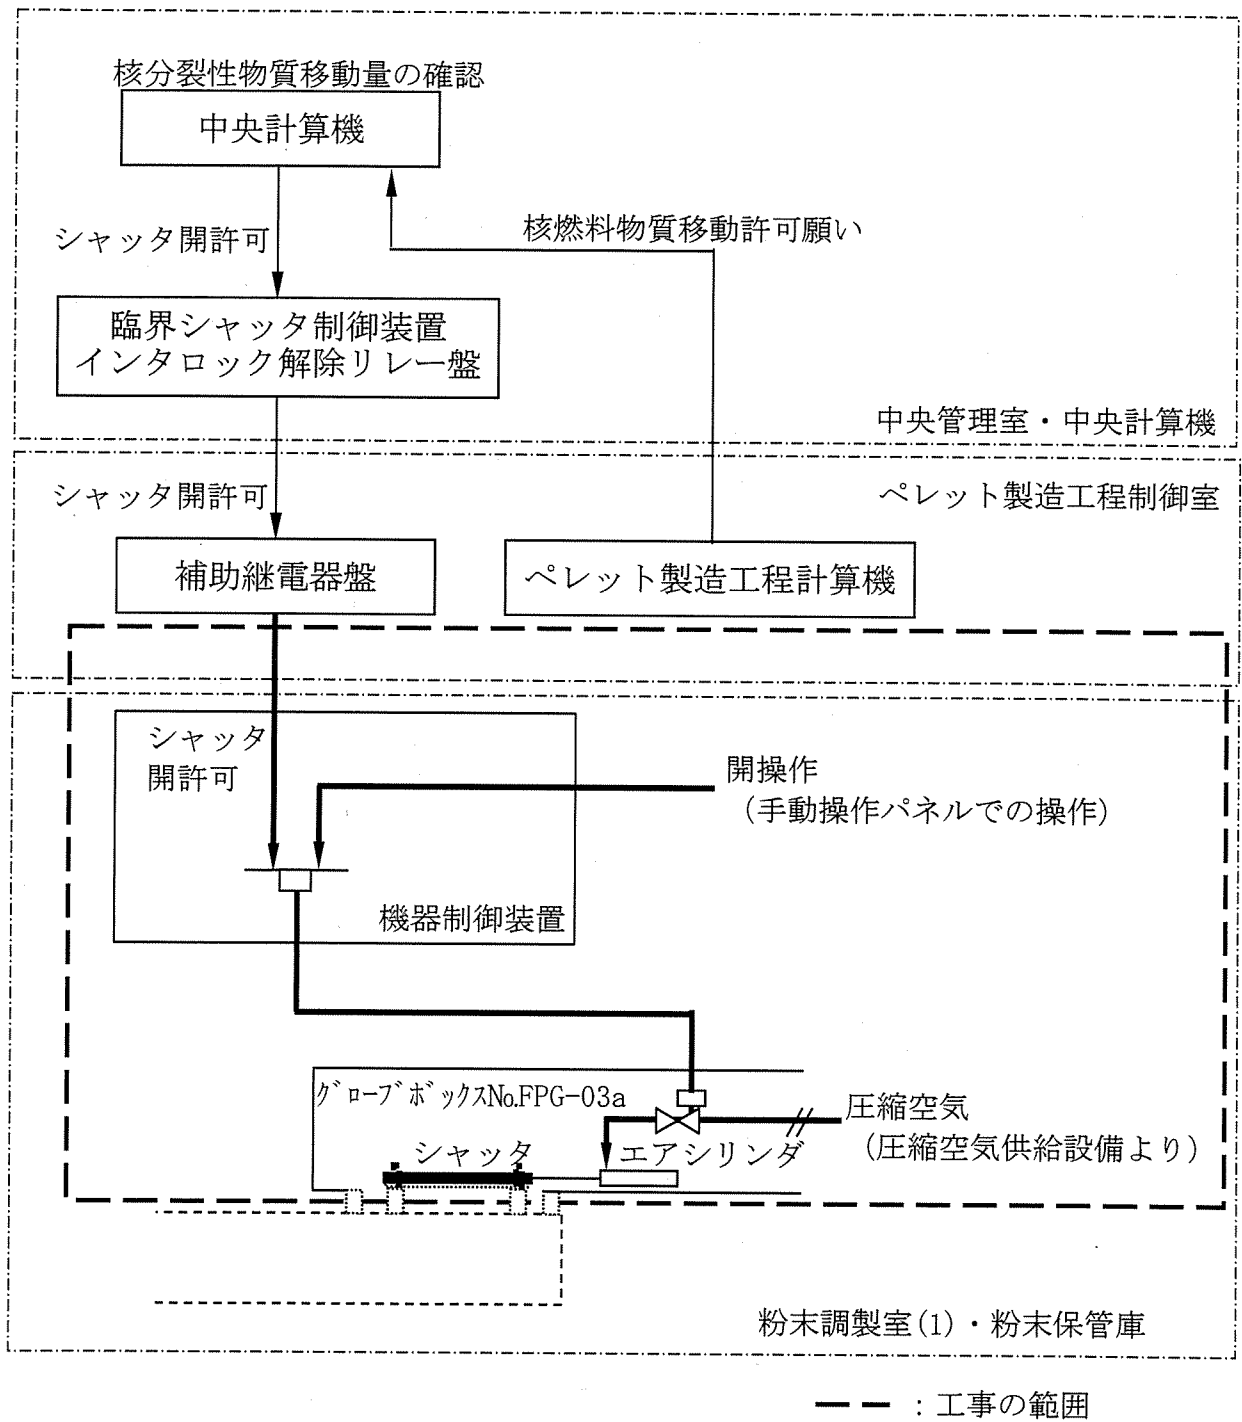 核分裂性物質移動量の確認
中央計算機
シャッタ開許可
核燃料物質移動許可願い
臨界シャッタ制御装置
インタロック解除リレー盤
中央管理室・中央計算機
シャッタ開許可
ペレット製造工程制御室
補助継電器盤
ペレット製造工程計算機
シャッタ
開許可
開操作
（手動操作パネルでの操作）
機器制御装置
グローブボックスNo.FPG-03a
圧縮空気
（圧縮空気供給設備より）
シャッタ
エアシリンダ
粉末調製室(1)・粉末保管庫
：工事の範囲